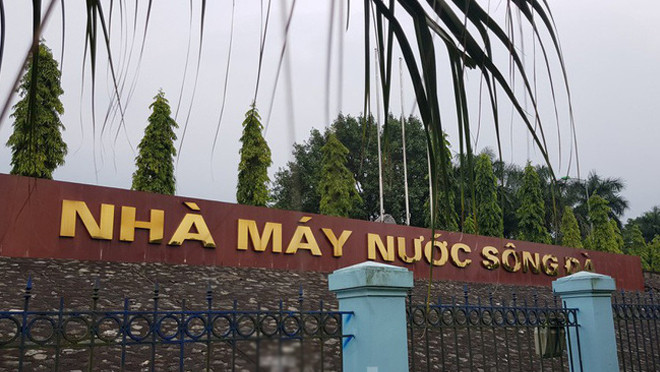 NHÀ MÁY NƯỚC SÔNG ĐÀ